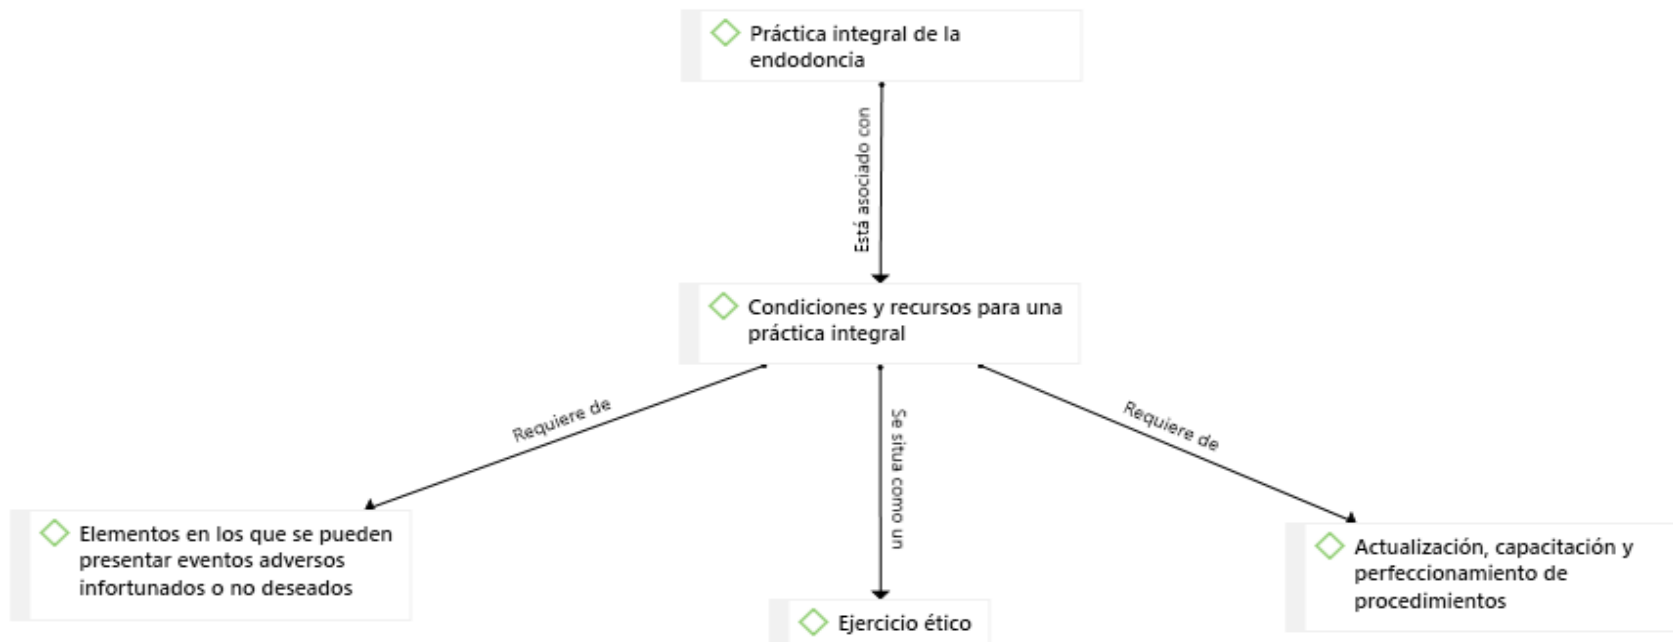 Práctica integral de la
endodoncia
Está asociado con
Condiciones y recursos para una
práctica integral
Requiere de
Se situa como un
Requiere de
Elementos en los que se pueden
presentar eventos adversos
infortunados o no deseados
Ejercicio ético
Actualización, capacitación y
perfeccionamiento de
procedimientos